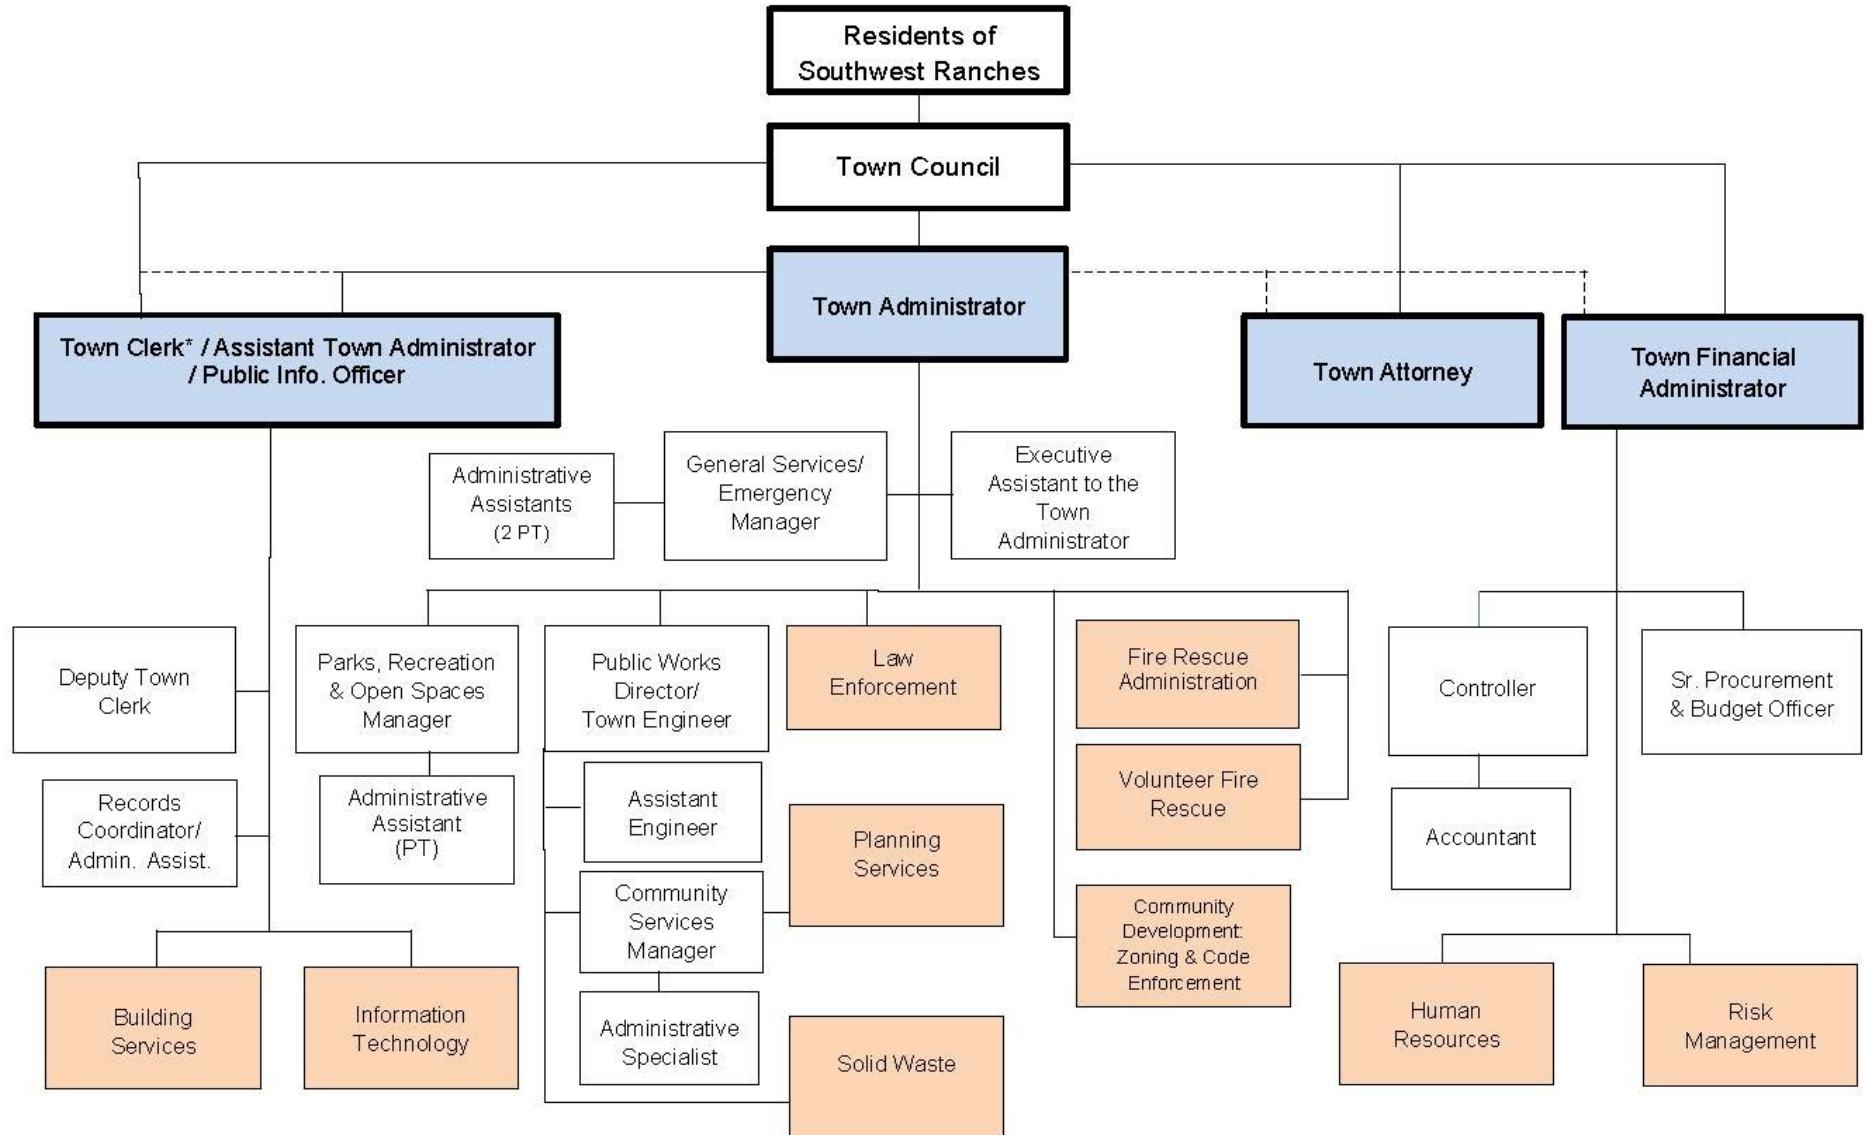 Residents of
Southwest Ranches
Town Council
Town Administrator
Town Clerk* / Assistant Town Administrator
/ Public Info. Officer
Town Attorney
Town Financial
Administrator
Administrative
Assistants
(2 PT)
General Services/
Emergency
Manager
Executive
Assistant to the
Town
Administrator
Deputy Town
Clerk
Parks, Recreation
& Open Spaces
Manager
Public Works
Director/
Town Engineer
Law
Enforcement
Fire Rescue
Administration
Controller
Sr. Procurement
& Budget Officer
Records
Coordinator/
Admin. Assist.
Administrative
Assistant
(PT)
Assistant
Engineer
Planning
Services
Volunteer Fire
Rescue
Accountant
Community
Services
Manager
Community
Development:
Zoning & Code
Enforcement
Building
Services
Information
Technology
Administrative
Specialist
Solid Waste
Human
Resources
Risk
Management